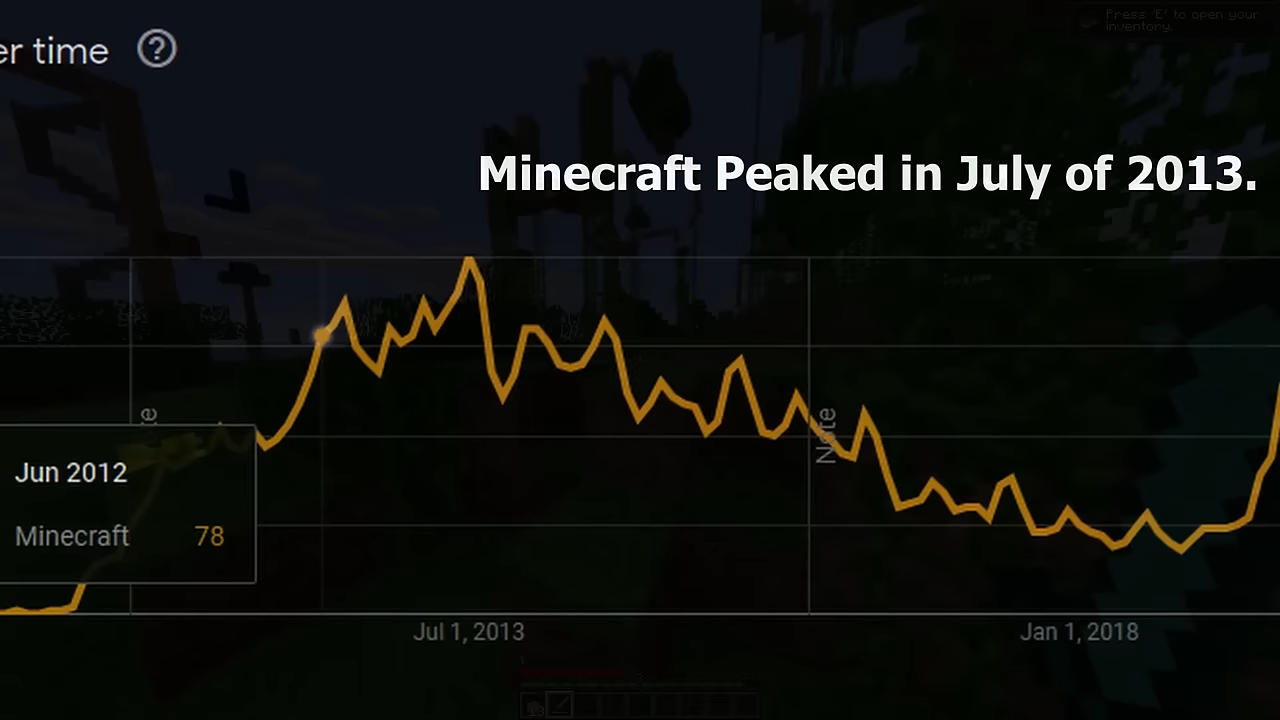 Press 'E' to open your
inventory.
er time ?
Minecraft Peaked in July of 2013.
te
Note
Jun 2012
Minecraft 78
Jul 1, 2013
Jan 1, 2018